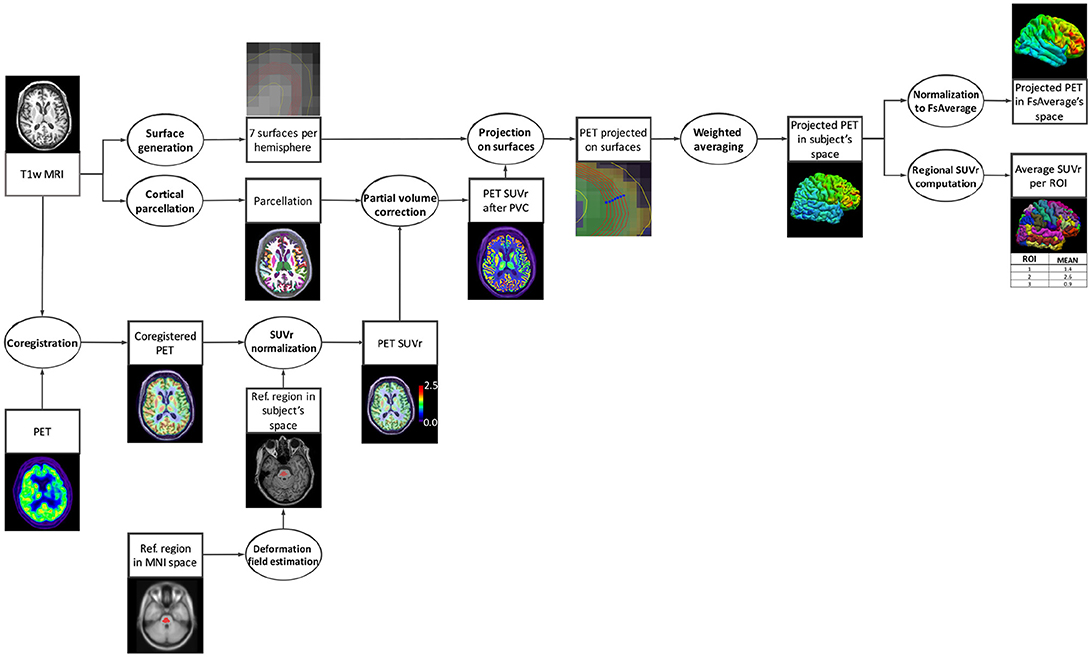 T1w MRI
Surface
generation
7 surfaces per
hemisphere
Cortical
parcellation
Parcellation
Partial volume
correction
PET SUVr
after PVC
Projection
on surfaces
PET projected
on surfaces
Weighted
averaging
Projected PET
in subject's
space
Normalization
to FsAverage
Projected PET
in FsAverage's
space
Regional SUVr
computation
Average SUVr
per ROI
ROI MEAN
1 1.4
2 2.6
3 0.9
Coregistration
Coregistered
PET
SUVr
normalization
PET SUVr
2.5
0.0
PET
Ref. region in
subject's
space
Ref. region
in MNI space
Deformation
field estimation